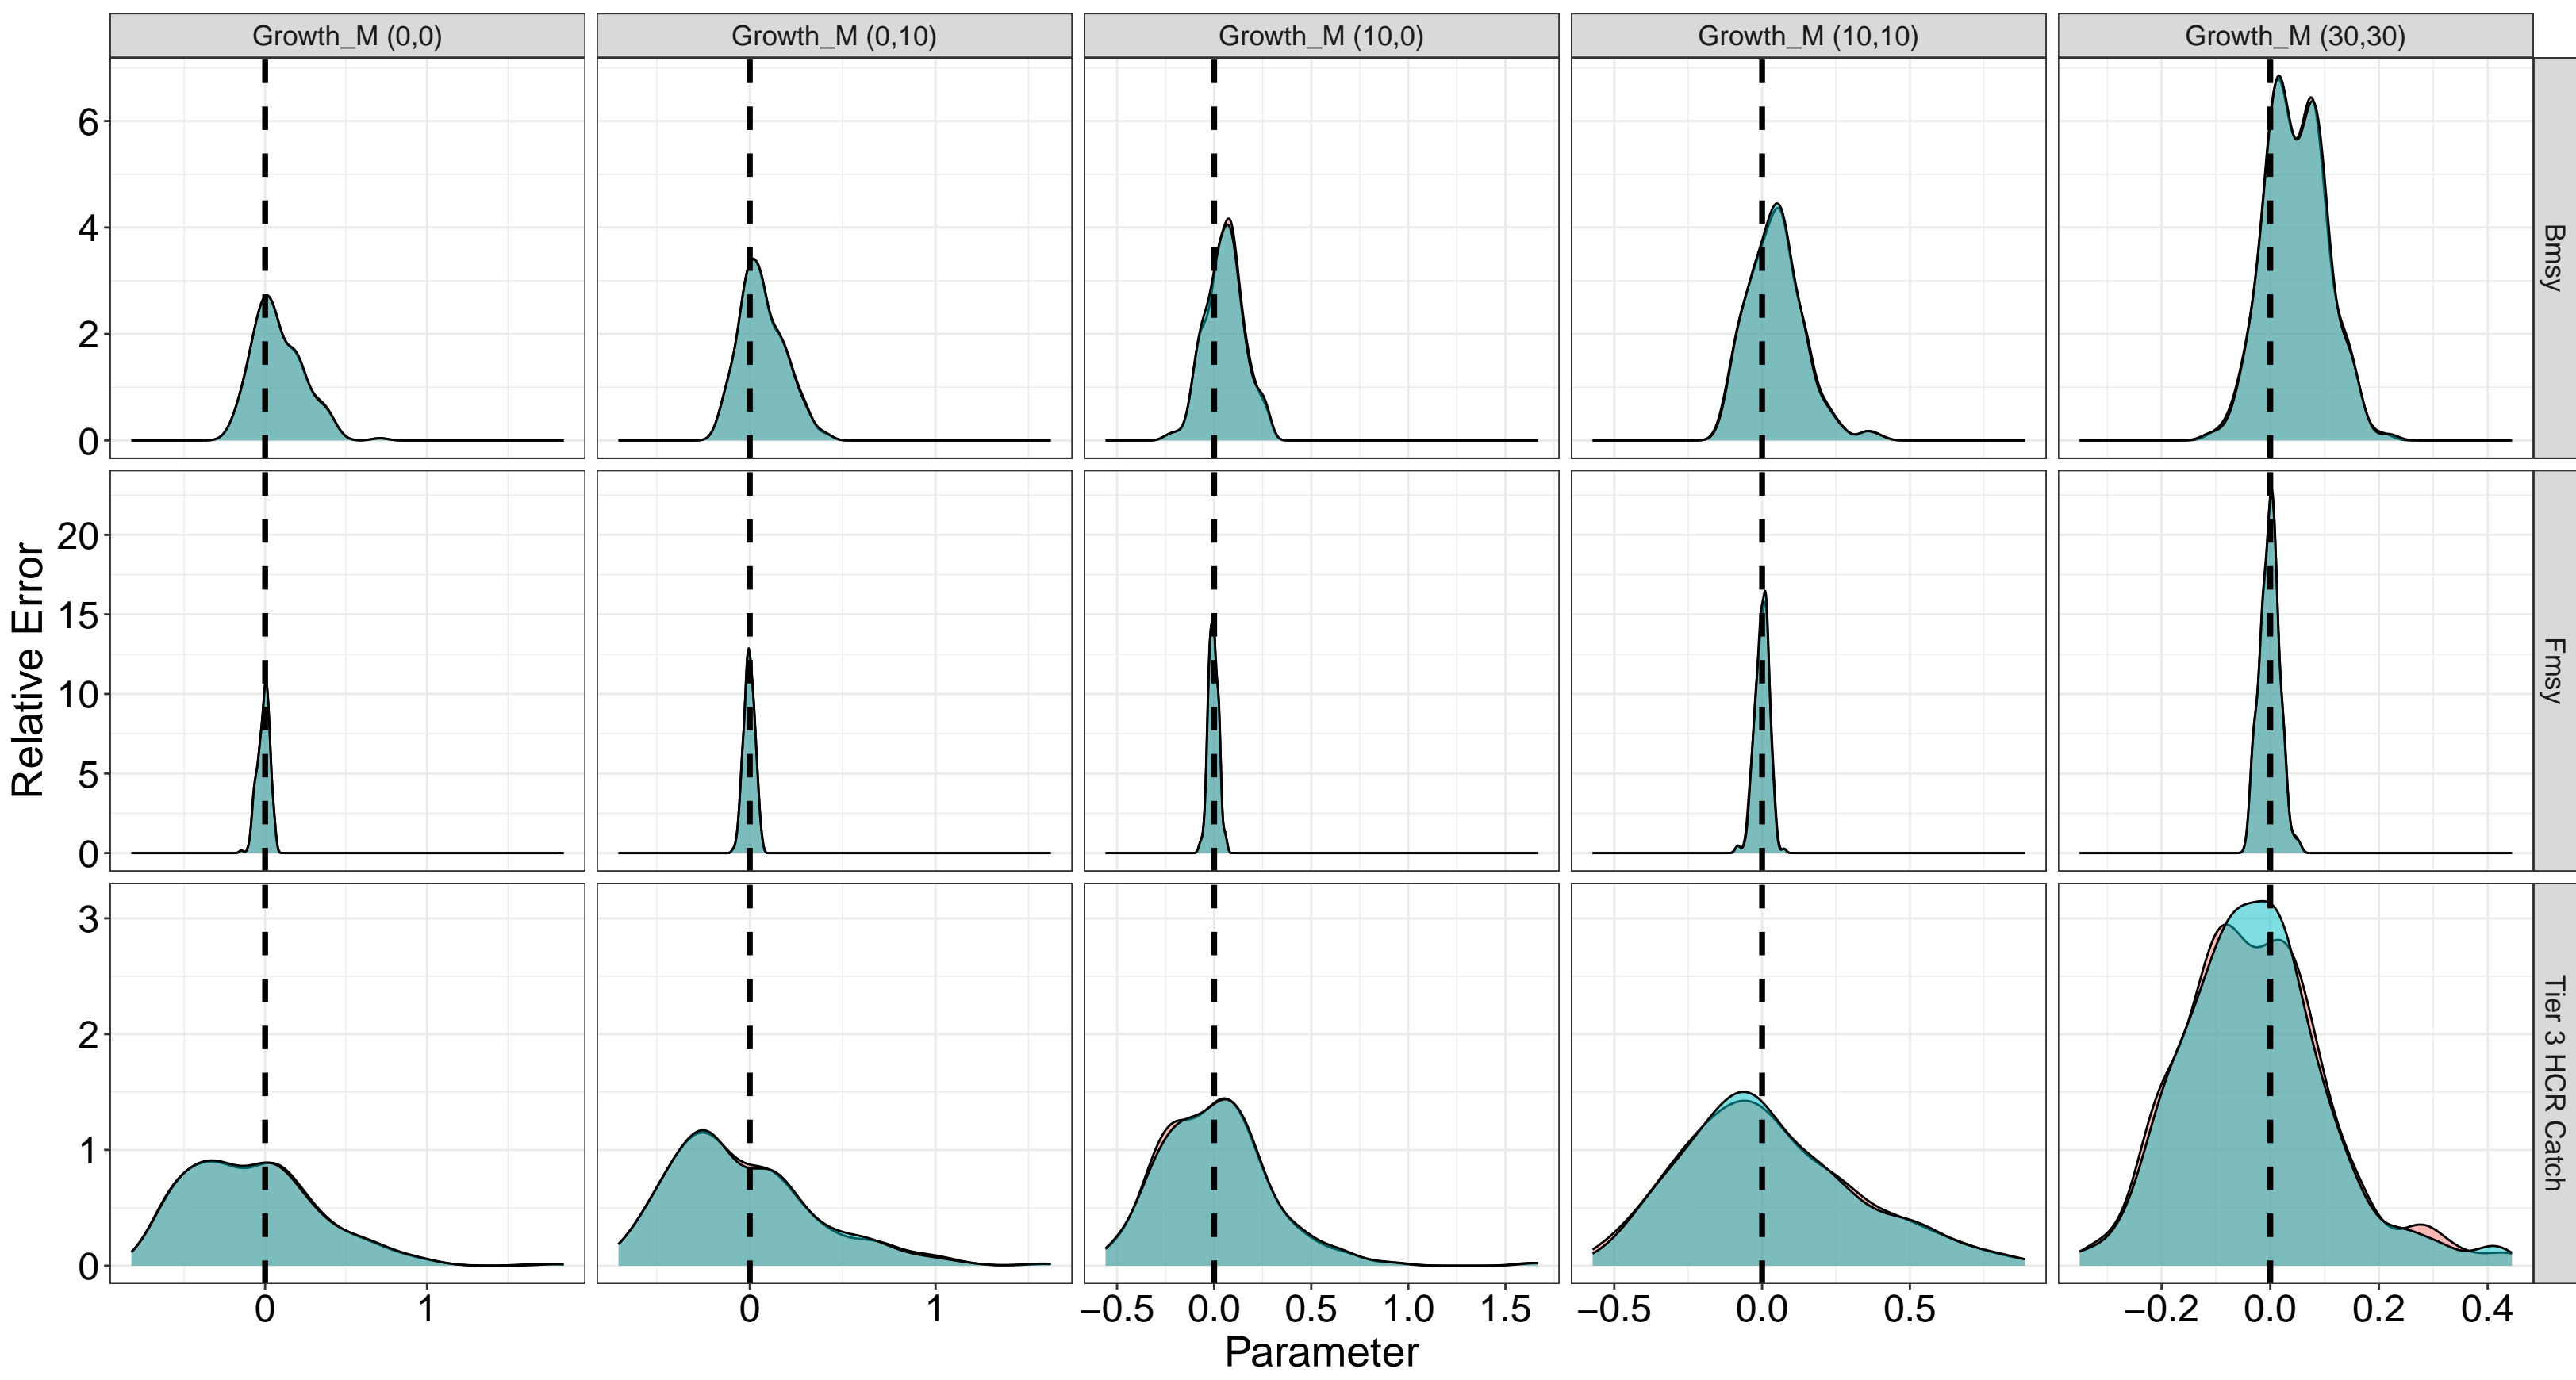 Growth_M (0,0) Growth_M (0,10) Growth_M (10,0) Growth_M (10,10) Growth_M (30,30)
6
4
2
0
Bmsy
20
15
10
5
0
Fmsy
3
2
1
0
Tier 3 HCR Catch
Relative Error
0 1 0 1 −0.5 0.0 0.5 1.0 1.5 −0.5 0.0 0.5 −0.2 0.0 0.2 0.4
Parameter